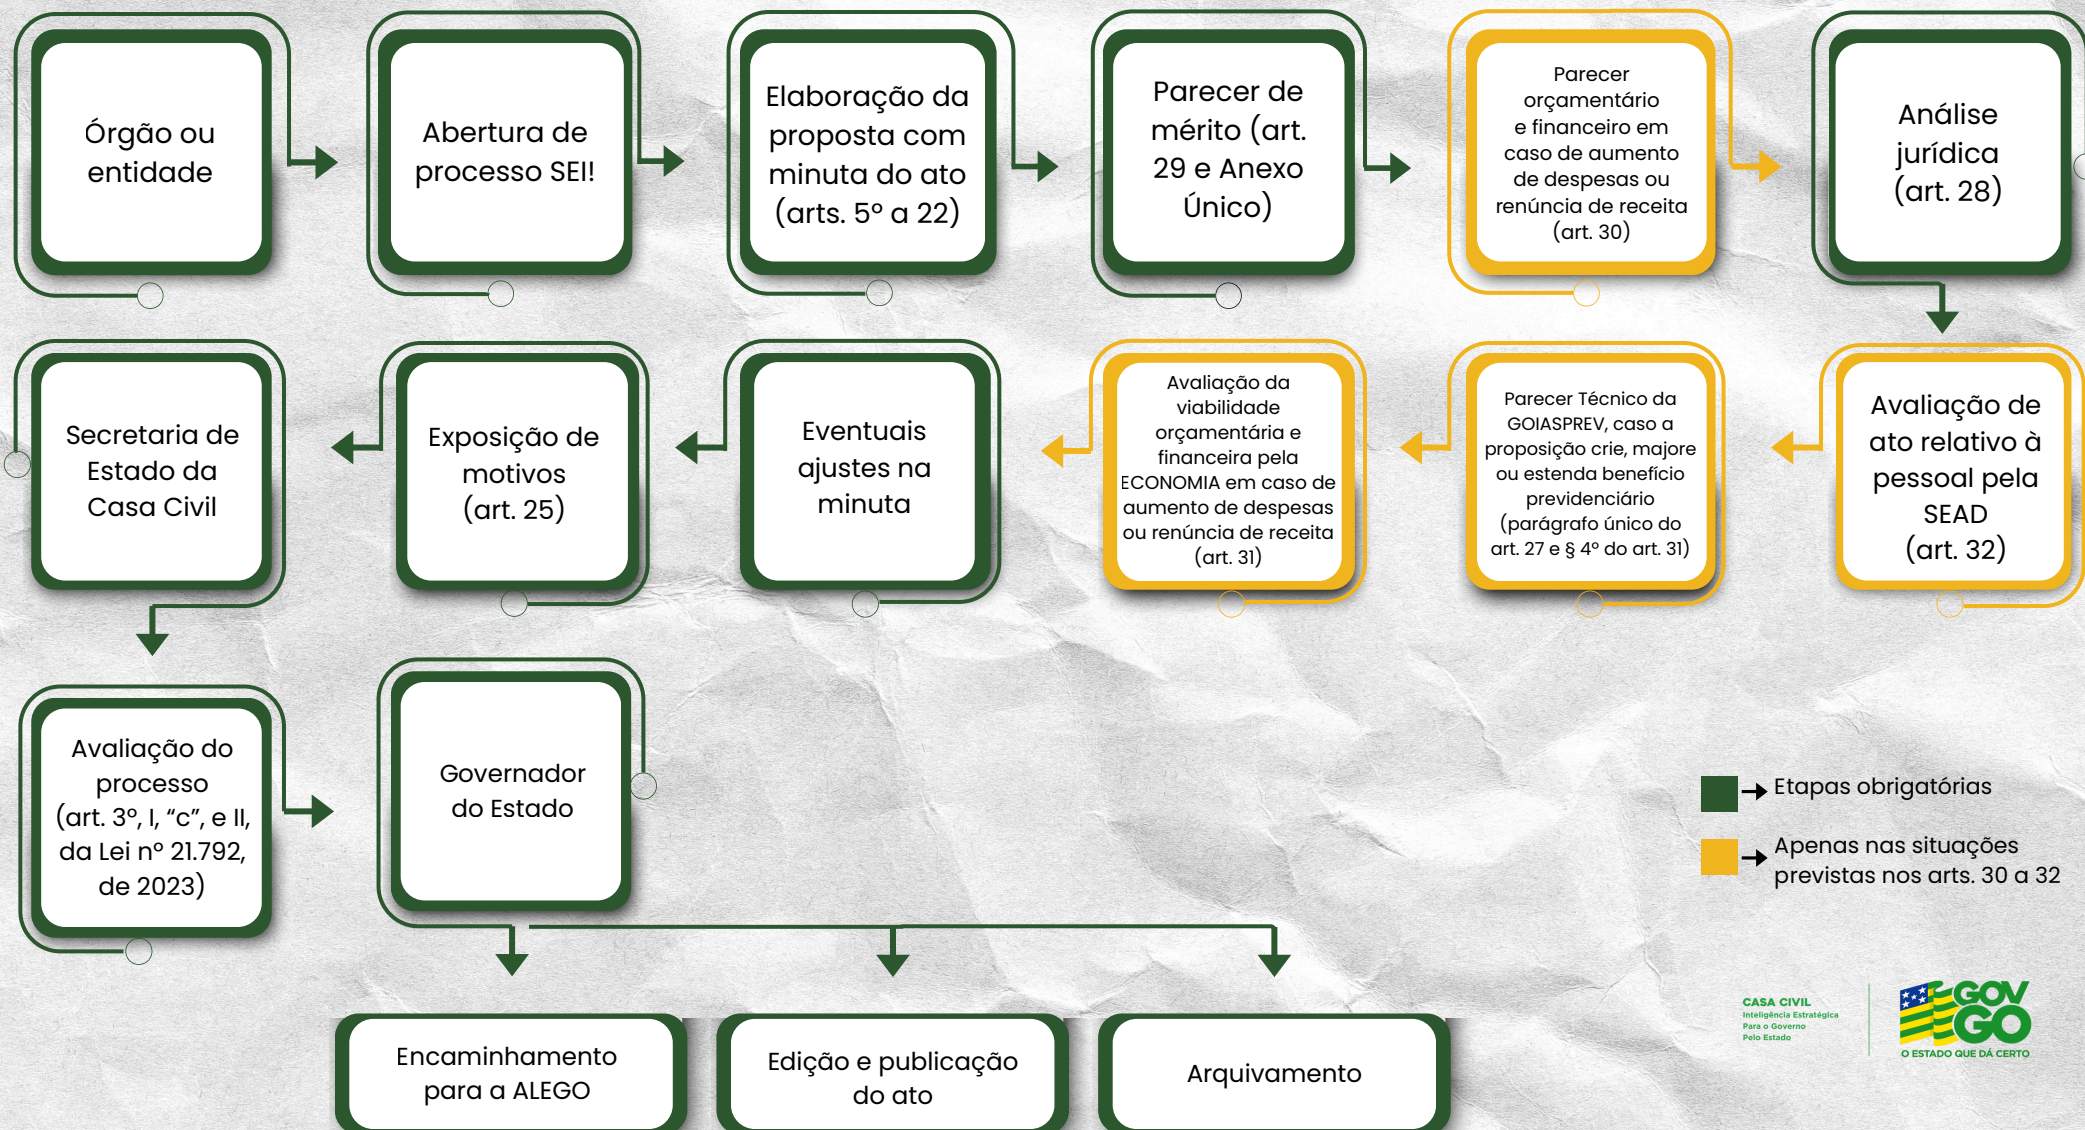 Órgão ou
entidade
Abertura de
processo SEI!
Elaboração da
proposta com
minuta do ato
(arts. 5º a 22)
Parecer de
mérito (art.
29 e Anexo
Único)
Parecer
orçamentário
e financeiro em
caso de aumento
de despesas ou
renúncia de receita
(art. 30)
Análise
jurídica
(art. 28)
Secretaria de
Estado da
Casa Civil
Exposição de
motivos
(art. 25)
Eventuais
ajustes na
minuta
Avaliação da
viabilidade
orçamentária e
financeira pela
ECONOMIA em caso de
aumento de despesas
ou renúncia de receita
(art. 31)
Parecer Técnico da
GOIASPREV, caso a
proposição crie, majore
ou estenda benefício
previdenciário
(parágrafo único do
art. 27 e § 4º do art. 31)
Avaliação de
ato relativo à
pessoal pela
SEAD
(art. 32)
Avaliação do
processo
(art. 3º, I, “c”, e II,
da Lei nº 21.792,
de 2023)
Governador
do Estado
Etapas obrigatórias
Apenas nas situações
previstas nos arts. 30 a 32
Encaminhamento
para a ALEGO
Edição e publicação
do ato
Arquivamento
CASA CIVIL
Inteligência Estratégica
Para o Governo
Pelo Estado
GOV
GO
O ESTADO QUE DÁ CERTO